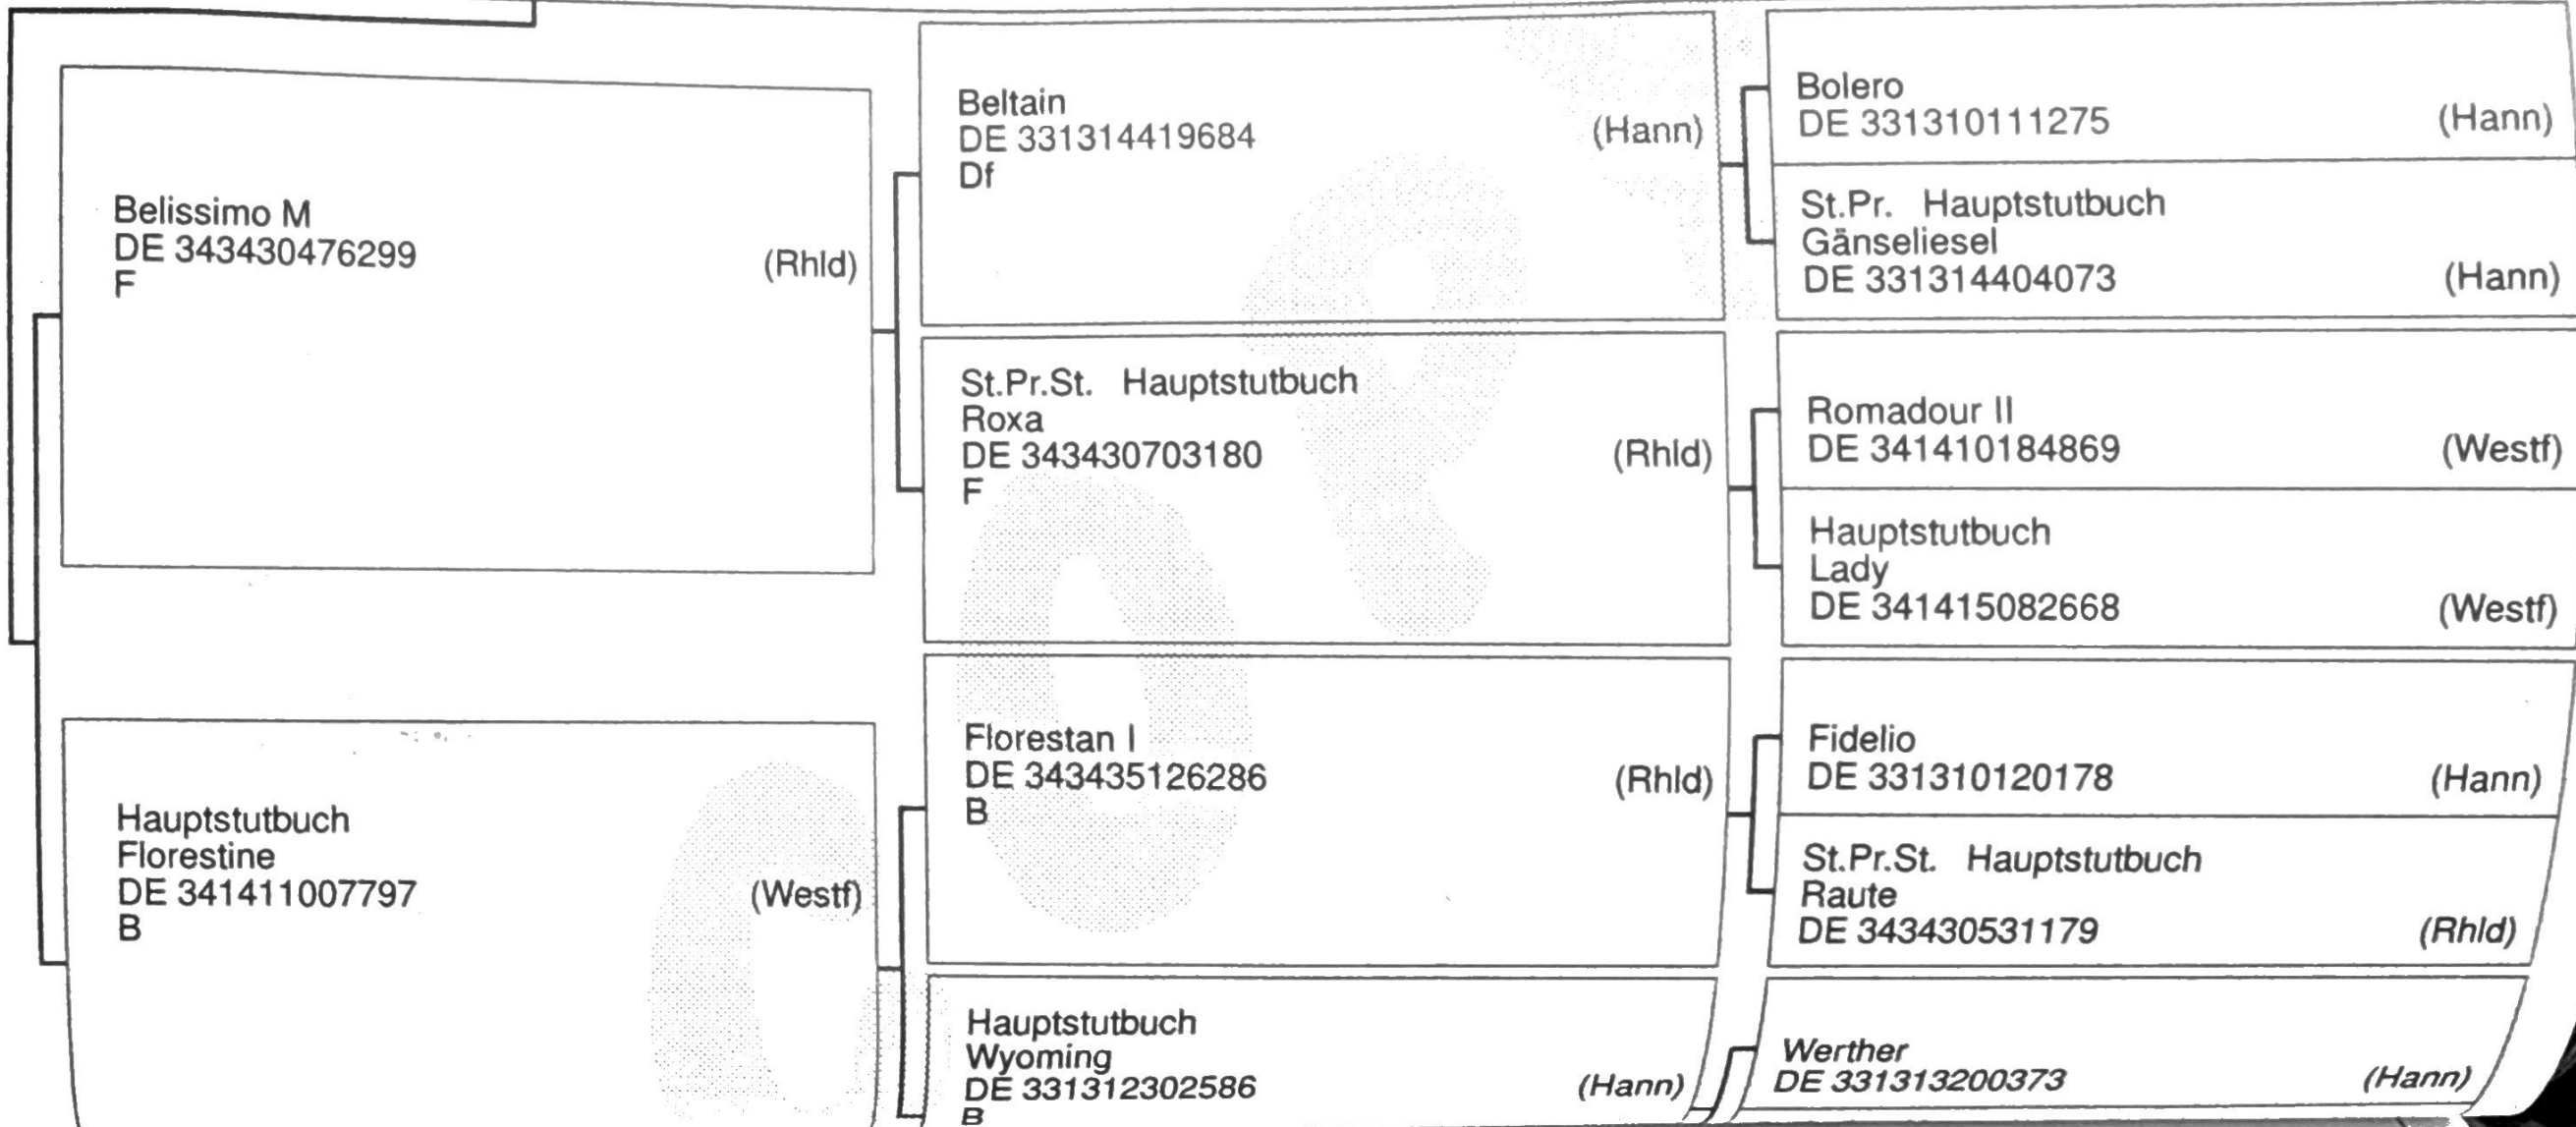 Belissimo M
DE 343430476299 (Rhld)
F
Hauptstutbuch
Florestine
DE 341411007797 (Westf)
B
Beltain
DE 331314419684 (Hann)
Df
St.Pr.St. Hauptstutbuch
Roxa
DE 343430703180 (Rhld)
F
Florestan I
DE 343435126286 (Rhld)
B
Hauptstutbuch
Wyoming
DE 331312302586 (Hann)
B
Bolero
DE 331310111275 (Hann)
St.Pr. Hauptstutbuch
Gänseliesel
DE 331314404073 (Hann)
Romadour II
DE 341410184869 (Westf)
Hauptstutbuch
Lady
DE 341415082668 (Westf)
Fidelio
DE 331310120178 (Hann)
St.Pr.St. Hauptstutbuch
Raute
DE 343430531179 (Rhld)
Werther
DE 331313200373 (Hann)